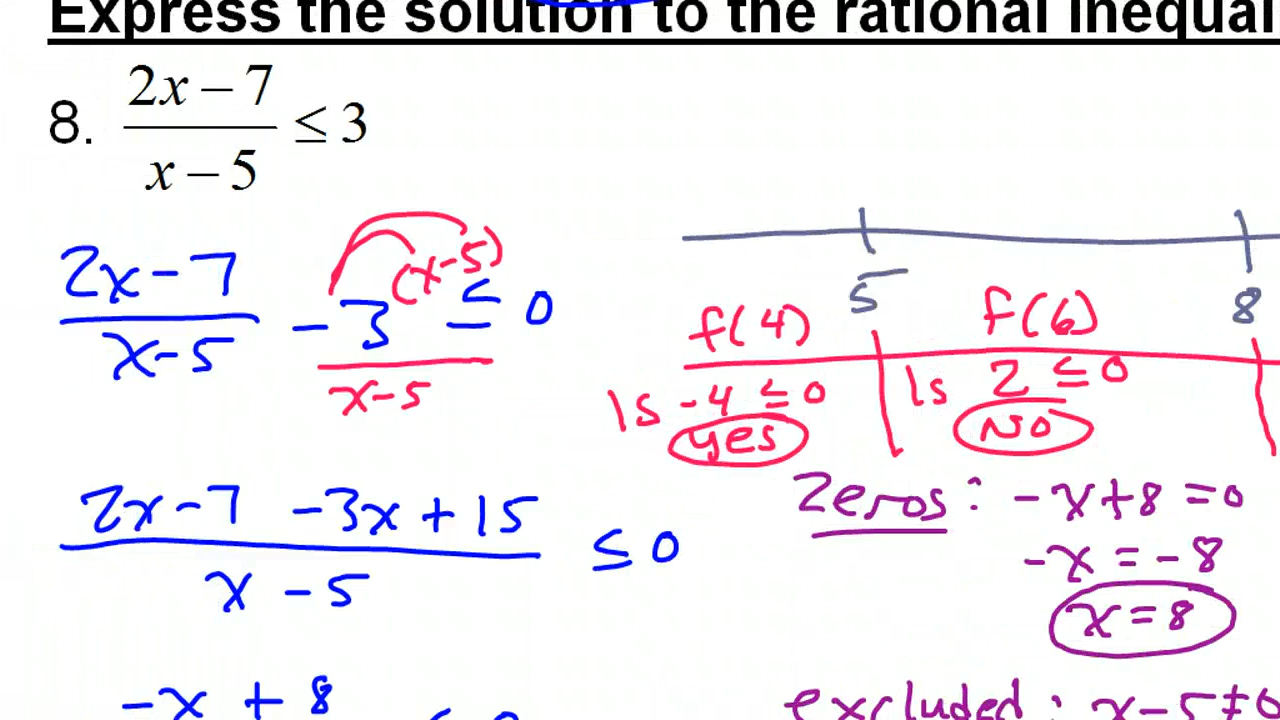 Express the solution to the rational inequal
8. (2x – 7)/(x – 5) ≤ 3
(2x-7)/(x-5) - 3(x-5)/(x-5) ≤ 0
(2x-7 -3x+15)/(x-5) ≤ 0
-x + 8
5 8
f(4) f(6)
Is -4 ≤ 0 Is 2 ≤ 0
yes NO
Zeros: -x+8 = 0
-x = -8
x = 8
excluded: x-5≠0